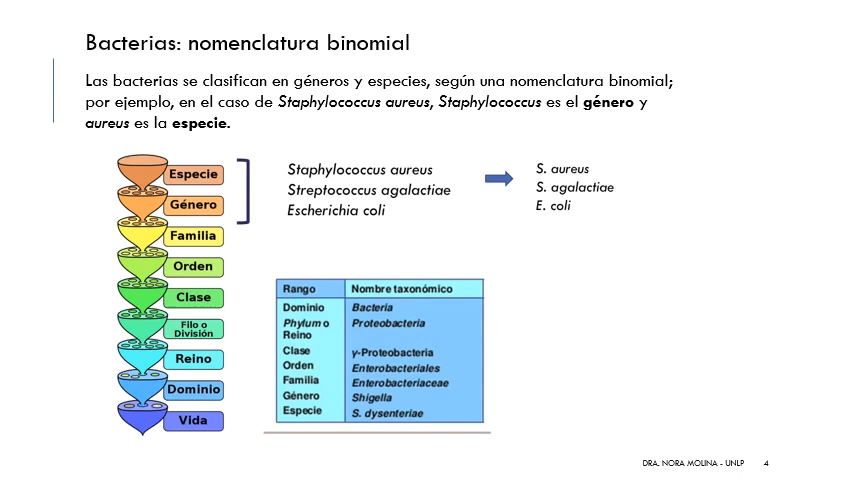 Bacterias: nomenclatura binomial
Las bacterias se clasifican en géneros y especies, según una nomenclatura binomial;
por ejemplo, en el caso de Staphylococcus aureus, Staphylococcus es el género y
aureus es la especie.
Especie
Género
Familia
Orden
Clase
Filo o
División
Reino
Dominio
Vida
Staphylococcus aureus
Streptococcus agalactiae
Escherichia coli
S. aureus
S. agalactiae
E. coli
Rango Nombre taxonómico
Dominio Bacteria
Phylum o Proteobacteria
Reino
Clase γ-Proteobacteria
Orden Enterobacteriales
Familia Enterobacteriaceae
Género Shigella
Especie S. dysenteriae
DRA. NORA MOLINA - UNLP 4